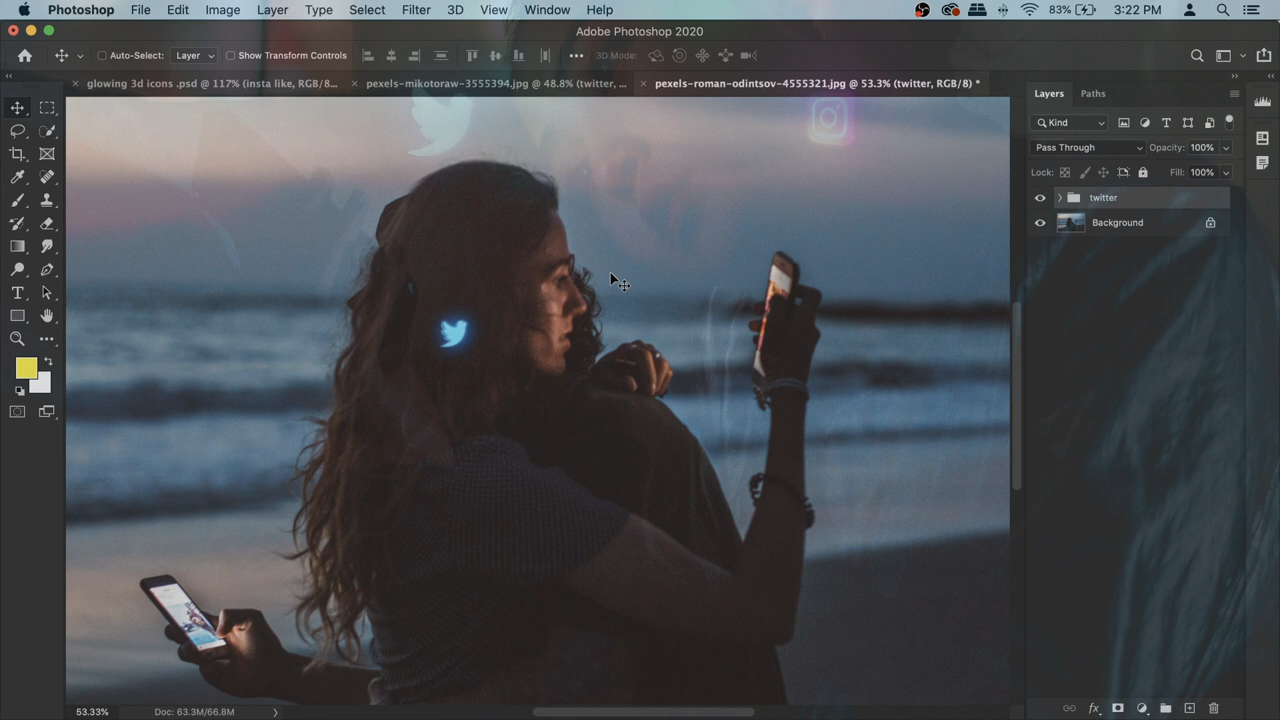 Photoshop File Edit Image Layer Type Select Filter 3D View Window Help 83% 3:22 PM
Adobe Photoshop 2020
Auto-Select: Layer Show Transform Controls 3D Mode:
glowing 3d icons .psd @ 117% (insta like, RGB/8... pexels-mikotoraw-3555394.jpg @ 48.8% (twitter, ... pexels-roman-odintsov-4555321.jpg @ 53.3% (twitter, RGB/8) *
Layers Paths
Kind
Pass Through Opacity: 100%
Lock: Fill: 100%
twitter
Background
53.33% Doc: 63.3M/66.8M